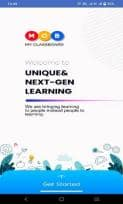 MCB
MY CLASSBOARD
Welcome to
UNIQUE&
NEXT-GEN
LEARNING
We are bringing learning
to people instead people to
learning.
Get Started